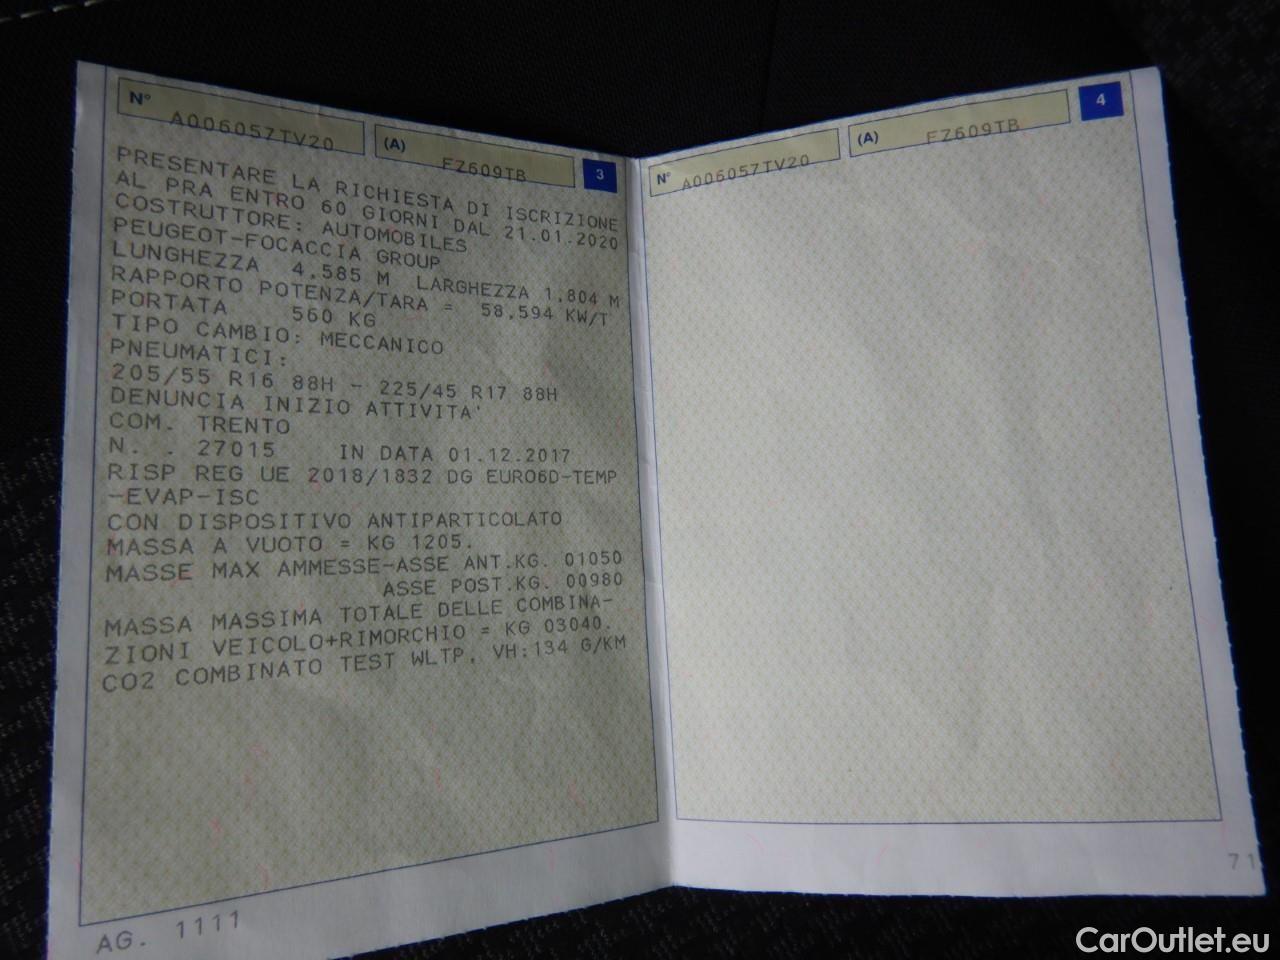 N° A006057TV20 (A) FZ609TB 3
PRESENTARE LA RICHIESTA DI ISCRIZIONE
AL PRA ENTRO 60 GIORNI DAL 21.01.2020
COSTRUTTORE: AUTOMOBILES
PEUGEOT-FOCACCIA GROUP
LUNGHEZZA 4,585 M LARGHEZZA 1,804 M
RAPPORTO POTENZA/TARA = 58,594 KW/T
PORTATA 560 KG
TIPO CAMBIO: MECCANICO
PNEUMATICI:
205/55 R16 88H - 225/45 R17 88H
DENUNCIA INIZIO ATTIVITA'
COM. TRENTO
N. . 27015 IN DATA 01.12.2017
RISP REG UE 2018/1832 DG EURO6D-TEMP
-EVAP-ISC
CON DISPOSITIVO ANTIPARTICOLATO
MASSA A VUOTO = KG 1205.
MASSE MAX AMMESSE-ASSE ANT.KG. 01050
ASSE POST.KG. 00980
MASSA MASSIMA TOTALE DELLE COMBINA-
ZIONI VEICOLO+RIMORCHIO = KG 03040.
CO2 COMBINATO TEST WLTP, VH:134 G/KM
AG. 1111
N° A006057TV20 (A) FZ609TB 4
71
CarOutlet.eu